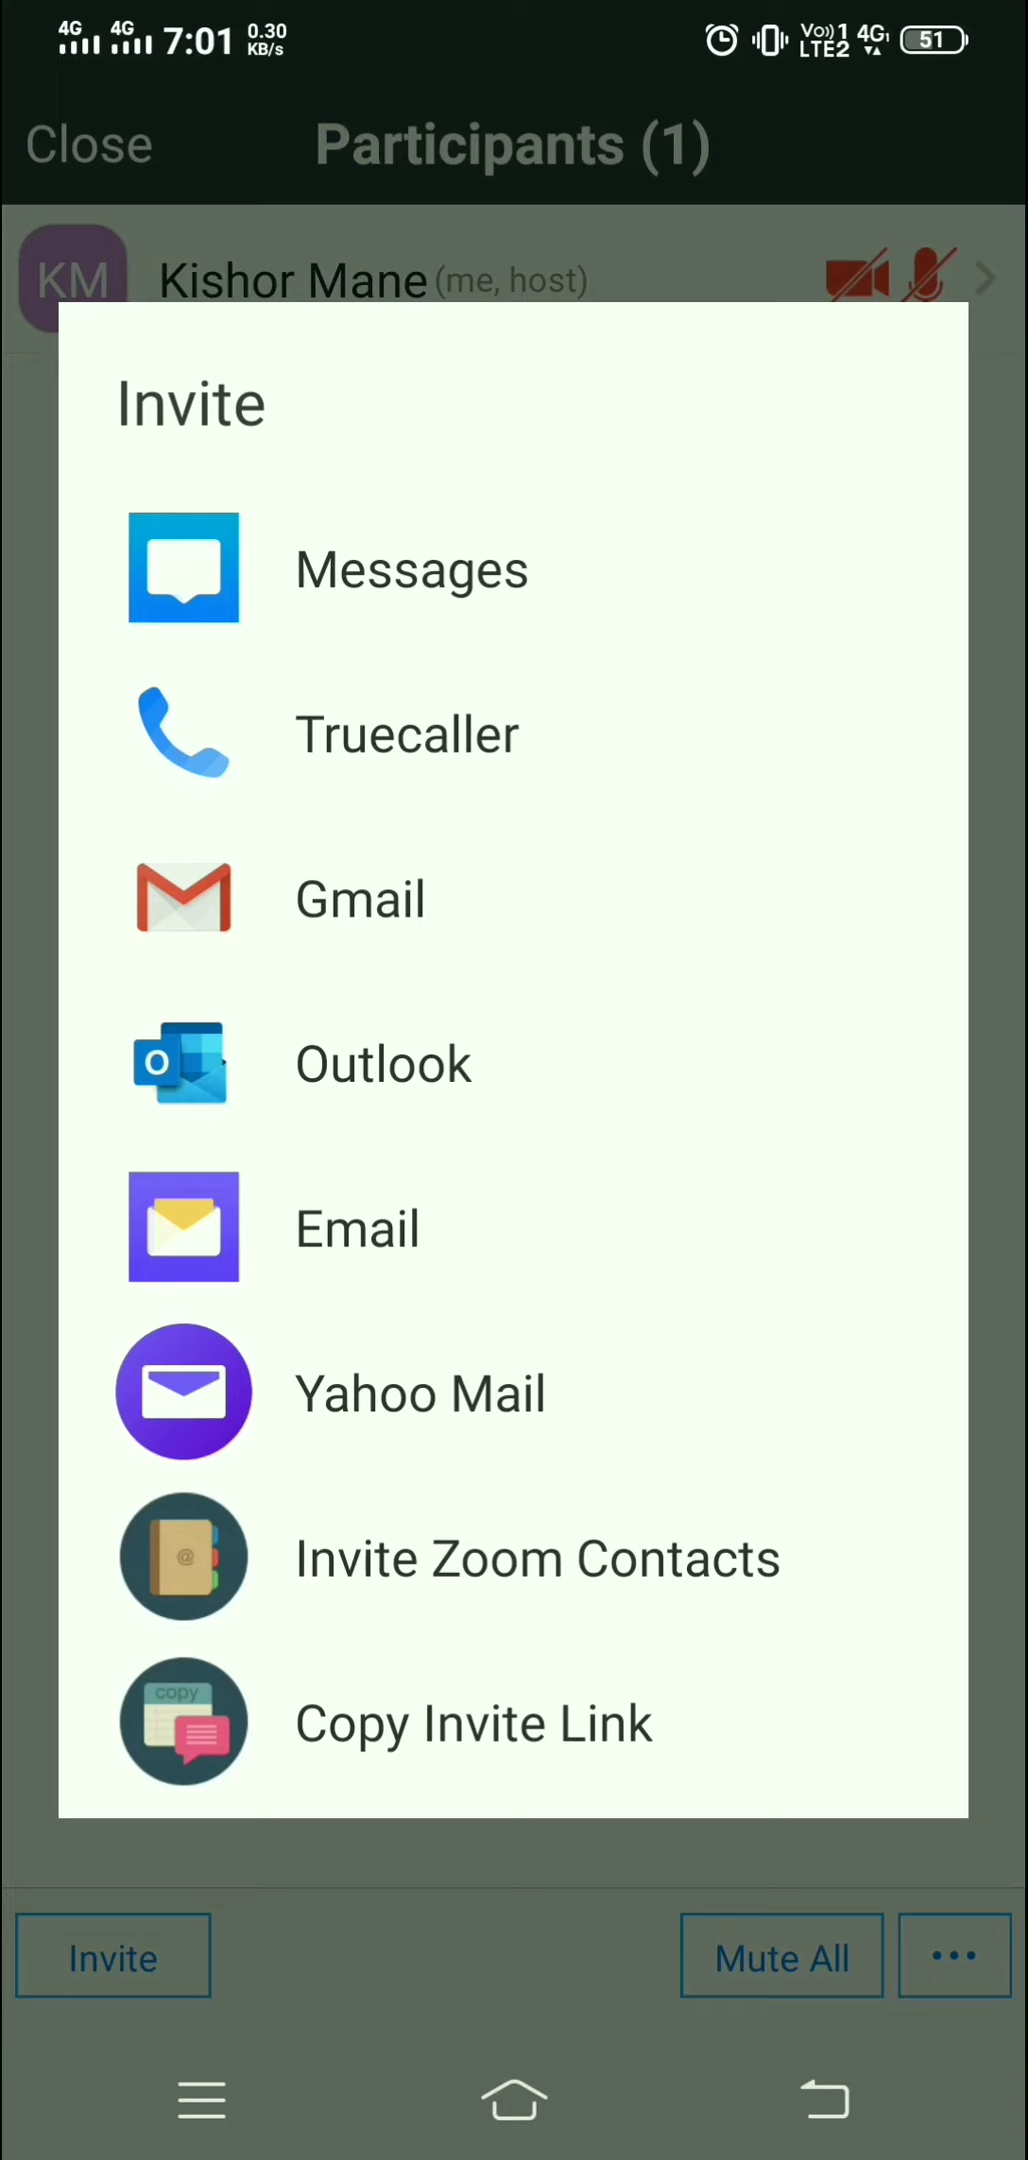 4G 4G 7:01 0.30 KB/s Vo))1 LTE2 4G 51
Close Participants (1)
KM Kishor Mane (me, host)
Invite
Messages
Truecaller
Gmail
O Outlook
Email
Yahoo Mail
@ Invite Zoom Contacts
copy Copy Invite Link
Invite Mute All ...